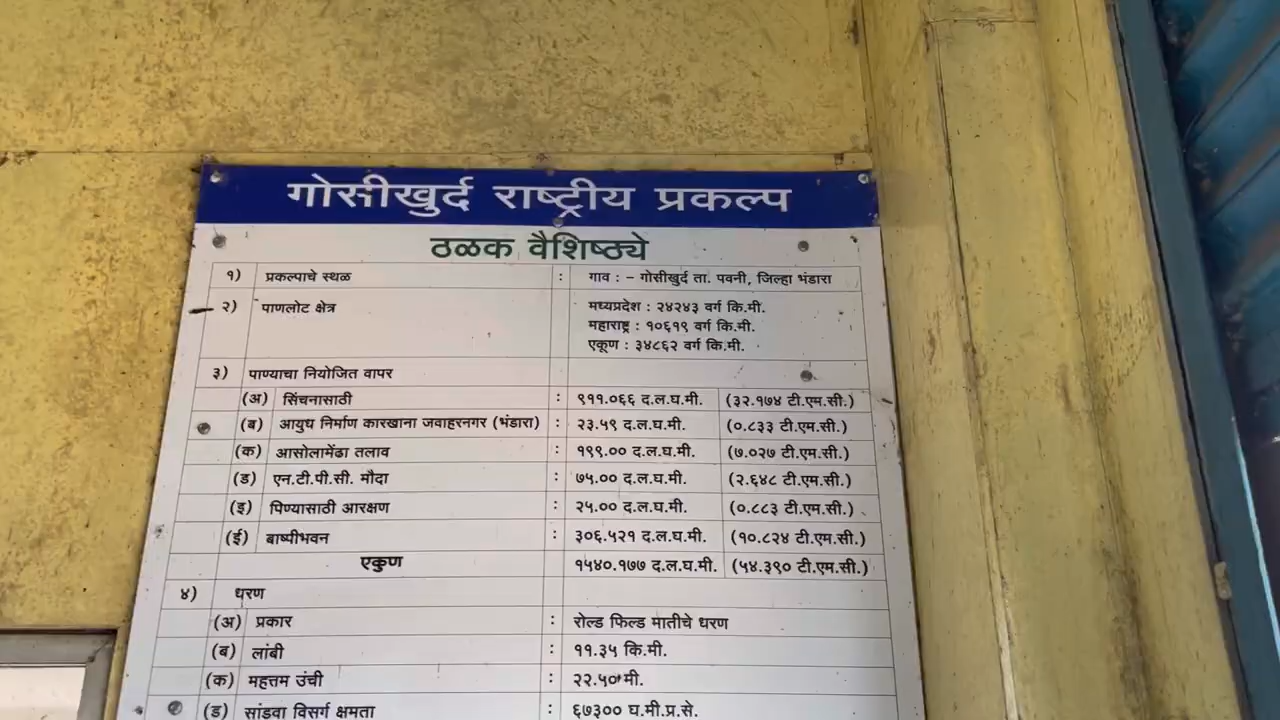 गोसीखुर्द राष्ट्रीय प्रकल्प
ठळक वैशिष्ठ्ये
१) प्रकल्पाचे स्थळ : गाव : - गोसीखुर्द ता. पवनी, जिल्हा भंडारा
२) पाणलोट क्षेत्र : मध्यप्रदेश : २४२४३ वर्ग कि.मी.
महाराष्ट्र : १०६१९ वर्ग कि.मी.
एकूण : ३४८६२ वर्ग कि.मी.
३) पाण्याचा नियोजित वापर
(अ) सिंचनासाठी : ९११.०६६ द.ल.घ.मी. (३२.१७४ टी.एम.सी.)
(ब) आयुध निर्माण कारखाना जवाहरनगर (भंडारा) : २३.५९ द.ल.घ.मी. (०.८३३ टी.एम.सी.)
(क) आसोलामेंढा तलाव : १९९.०० द.ल.घ.मी. (७.०२७ टी.एम.सी.)
(ड) एन.टी.पी.सी. मौदा : ७५.०० द.ल.घ.मी. (२.६४८ टी.एम.सी.)
(इ) पिण्यासाठी आरक्षण : २५.०० द.ल.घ.मी. (०.८८३ टी.एम.सी.)
(ई) बाष्पीभवन : ३०६.५२१ द.ल.घ.मी. (१०.८२४ टी.एम.सी.)
एकुण १५४०.१७७ द.ल.घ.मी. (५४.३९० टी.एम.सी.)
४) धरण
(अ) प्रकार : रोल्ड फिल्ड मातीचे धरण
(ब) लांबी : ११.३५ कि.मी.
(क) महत्तम उंची : २२.५० मी.
(ड) सांडवा विसर्ग क्षमता : ६७३०० घ.मी.प्र.से.